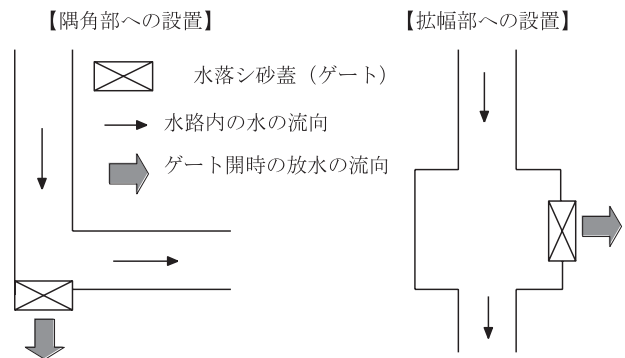 【隅角部への設置】
【拡幅部への設置】
水落シ砂蓋（ゲート）
水路内の水の流向
ゲート開時の放水の流向